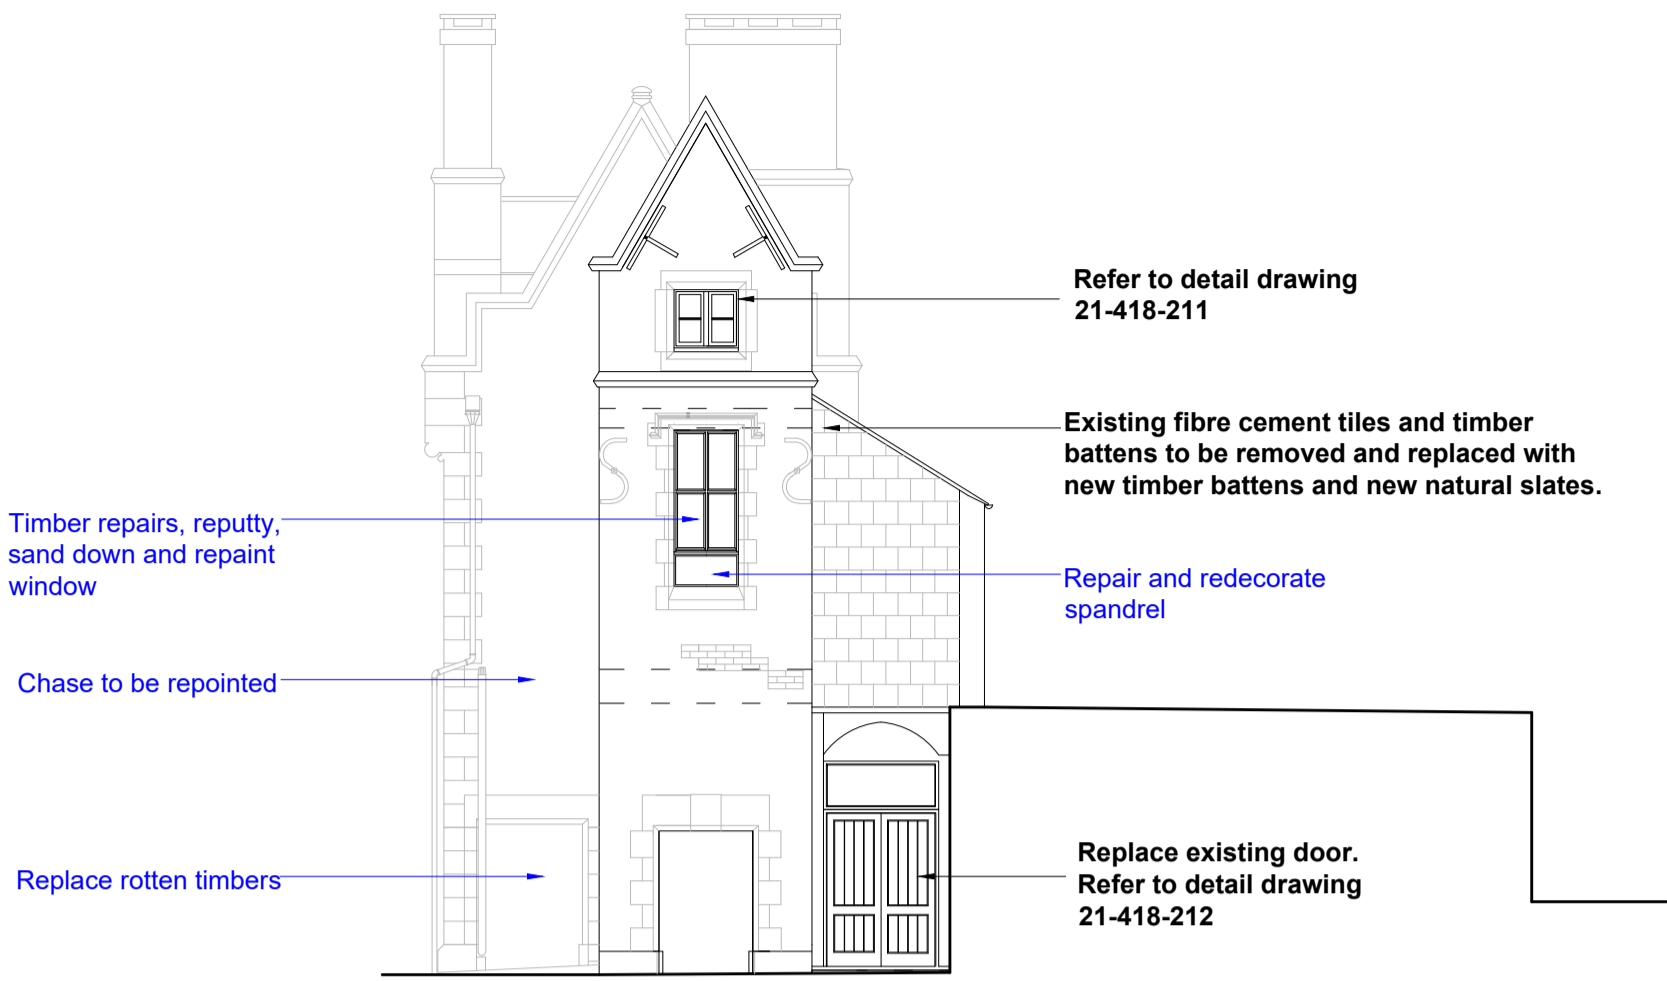 Refer to detail drawing
21-418-211
Existing fibre cement tiles and timber
battens to be removed and replaced with
new timber battens and new natural slates.
Timber repairs, reputty,
sand down and repaint
window
Repair and redecorate
spandrel
Chase to be repointed
Replace existing door.
Refer to detail drawing
21-418-212
Replace rotten timbers